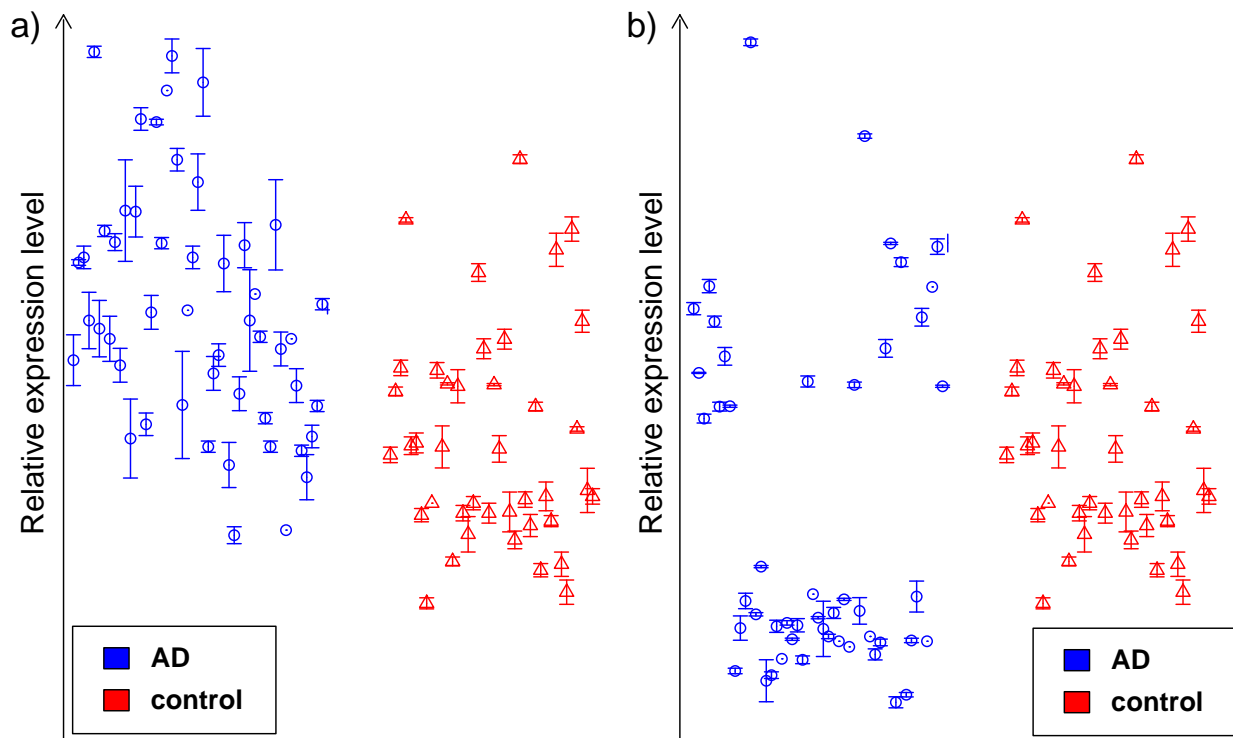 a)
Relative expression level
AD
control
b)
Relative expression level
AD
control